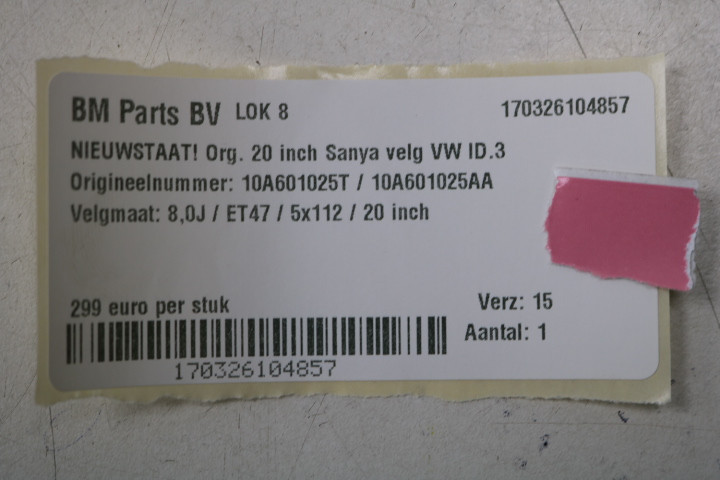 BM Parts BV LOK 8 170326104857
NIEUWSTAAT! Org. 20 inch Sanya velg VW ID.3
Origineelnummer: 10A601025T / 10A601025AA
Velgmaat: 8,0J / ET47 / 5x112 / 20 inch
299 euro per stuk Verz: 15
Aantal: 1
170326104857